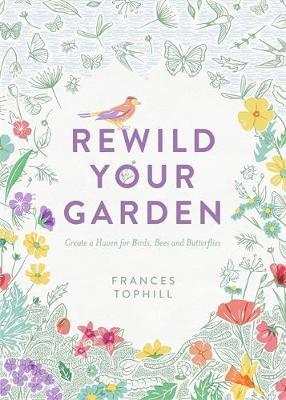 REWILD
YOUR
GARDEN
Create a Haven for Birds, Bees and Butterflies
FRANCES
TOPHILL